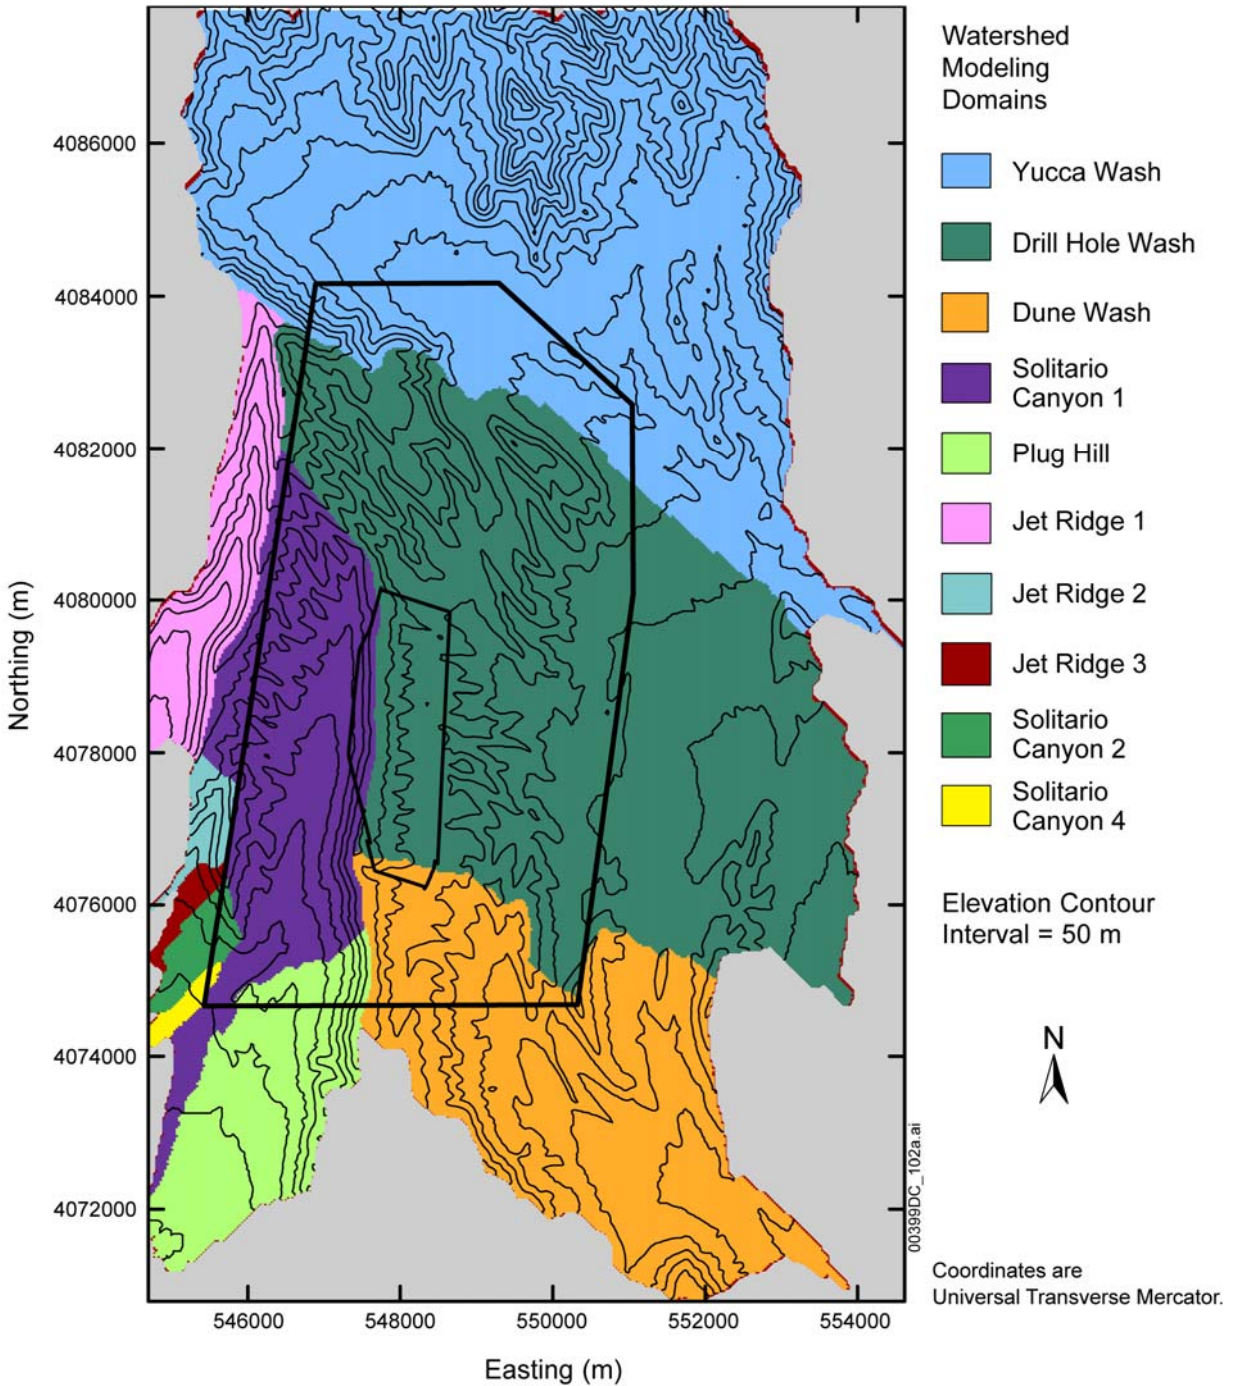 Watershed
Modeling
Domains
Yucca Wash
Drill Hole Wash
Dune Wash
Solitario
Canyon 1
Plug Hill
Jet Ridge 1
Jet Ridge 2
Jet Ridge 3
Solitario
Canyon 2
Solitario
Canyon 4
Elevation Contour
Interval = 50 m
N
00399DC_102a.ai
Coordinates are
Universal Transverse Mercator.
Northing (m)
4086000
4084000
4082000
4080000
4078000
4076000
4074000
4072000
546000 548000 550000 552000 554000
Easting (m)